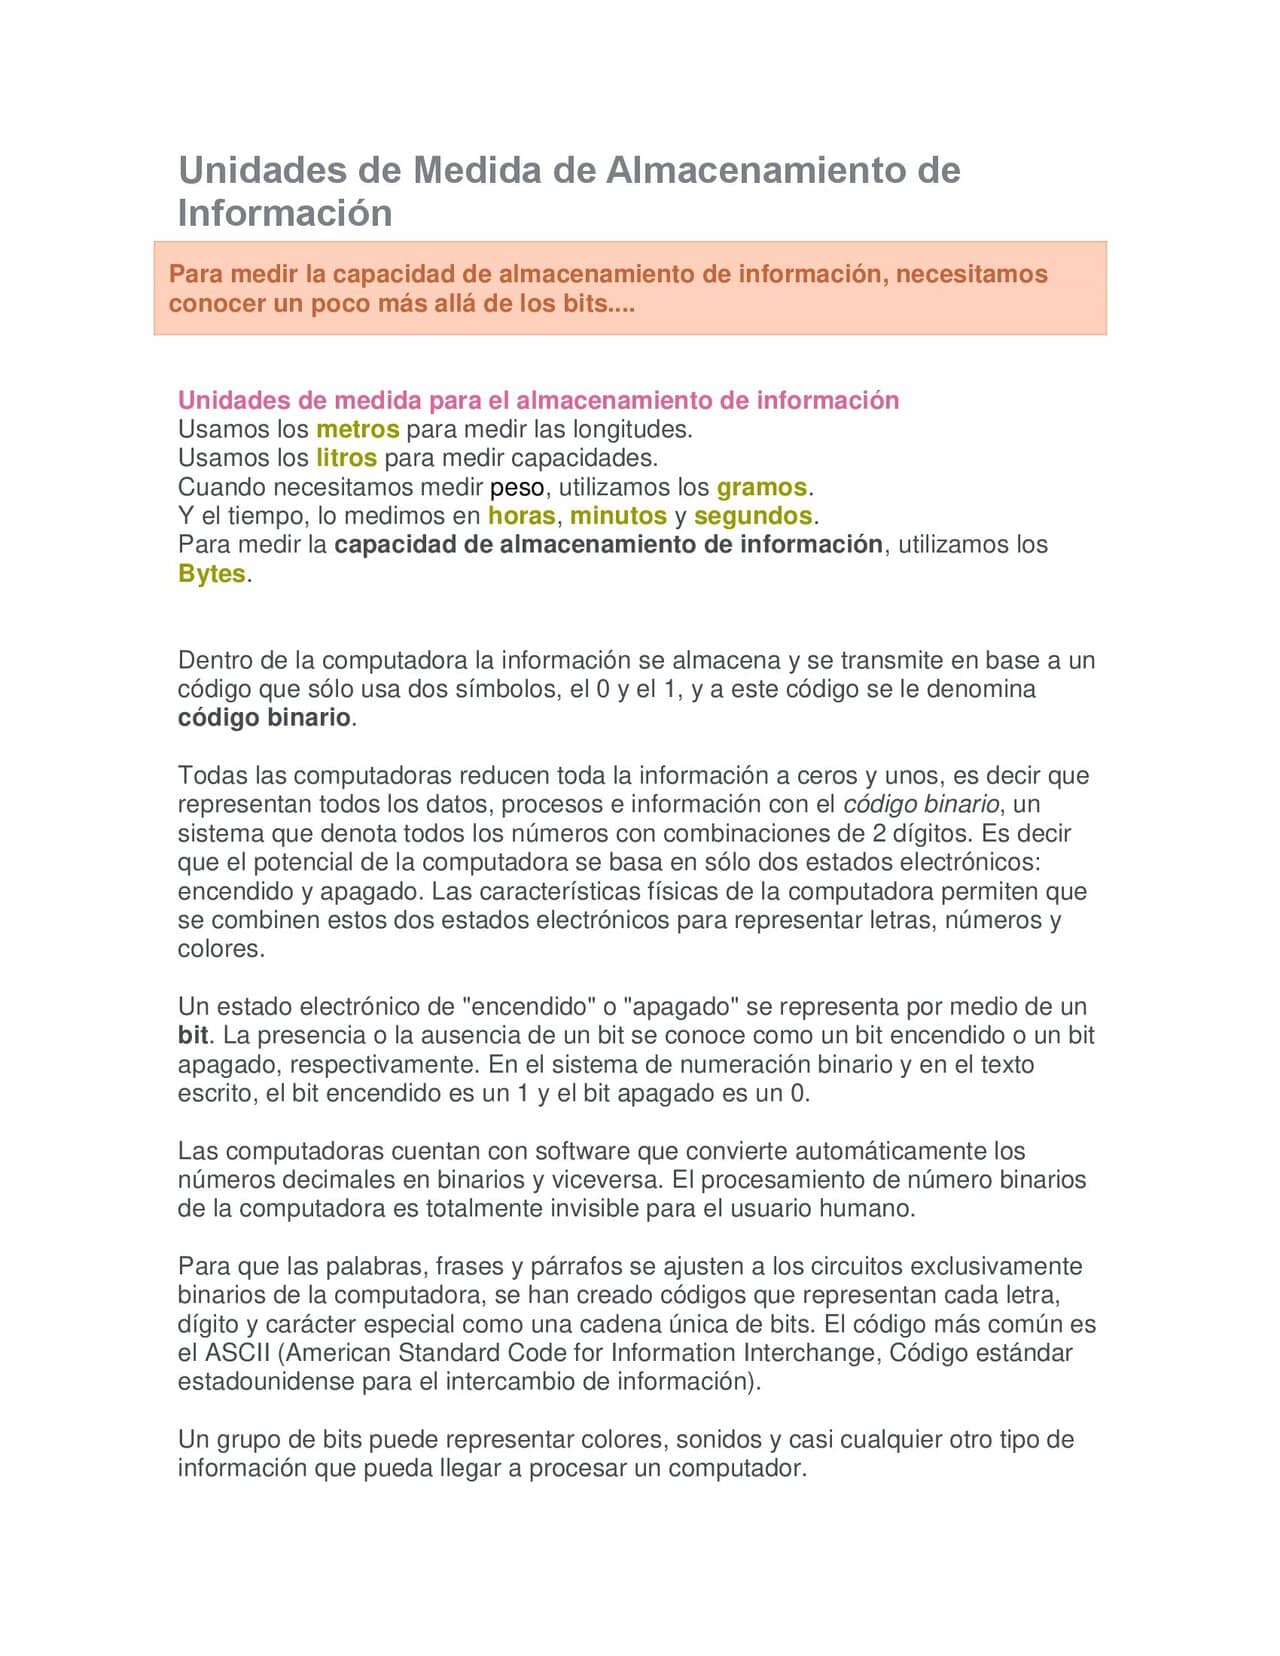 Unidades de Medida de Almacenamiento de
Información
Para medir la capacidad de almacenamiento de información, necesitamos
conocer un poco más allá de los bits....
Unidades de medida para el almacenamiento de información
Usamos los metros para medir las longitudes.
Usamos los litros para medir capacidades.
Cuando necesitamos medir peso, utilizamos los gramos.
Y el tiempo, lo medimos en horas, minutos y segundos.
Para medir la capacidad de almacenamiento de información, utilizamos los
Bytes.
Dentro de la computadora la información se almacena y se transmite en base a un
código que sólo usa dos símbolos, el 0 y el 1, y a este código se le denomina
código binario.
Todas las computadoras reducen toda la información a ceros y unos, es decir que
representan todos los datos, procesos e información con el código binario, un
sistema que denota todos los números con combinaciones de 2 dígitos. Es decir
que el potencial de la computadora se basa en sólo dos estados electrónicos:
encendido y apagado. Las características físicas de la computadora permiten que
se combinen estos dos estados electrónicos para representar letras, números y
colores.
Un estado electrónico de "encendido" o "apagado" se representa por medio de un
bit. La presencia o la ausencia de un bit se conoce como un bit encendido o un bit
apagado, respectivamente. En el sistema de numeración binario y en el texto
escrito, el bit encendido es un 1 y el bit apagado es un 0.
Las computadoras cuentan con software que convierte automáticamente los
números decimales en binarios y viceversa. El procesamiento de número binarios
de la computadora es totalmente invisible para el usuario humano.
Para que las palabras, frases y párrafos se ajusten a los circuitos exclusivamente
binarios de la computadora, se han creado códigos que representan cada letra,
dígito y carácter especial como una cadena única de bits. El código más común es
el ASCII (American Standard Code for Information Interchange, Código estándar
estadounidense para el intercambio de información).
Un grupo de bits puede representar colores, sonidos y casi cualquier otro tipo de
información que pueda llegar a procesar un computador.